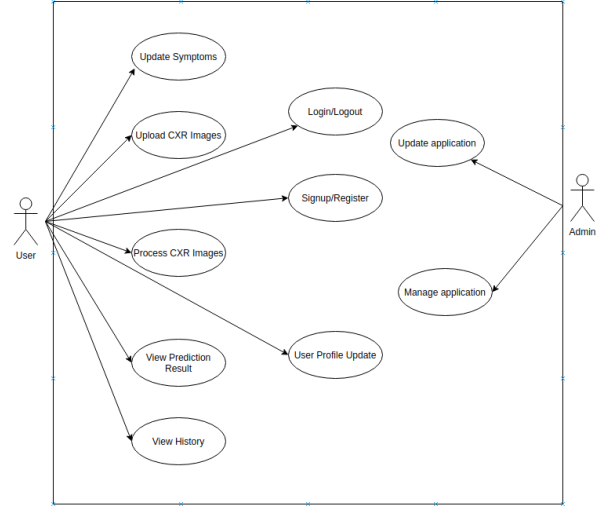 Update Symptoms
Login/Logout
Upload CXR Images
Update application
Signup/Register
User
Admin
Process CXR Images
Manage application
View Prediction
Result
User Profile Update
View History